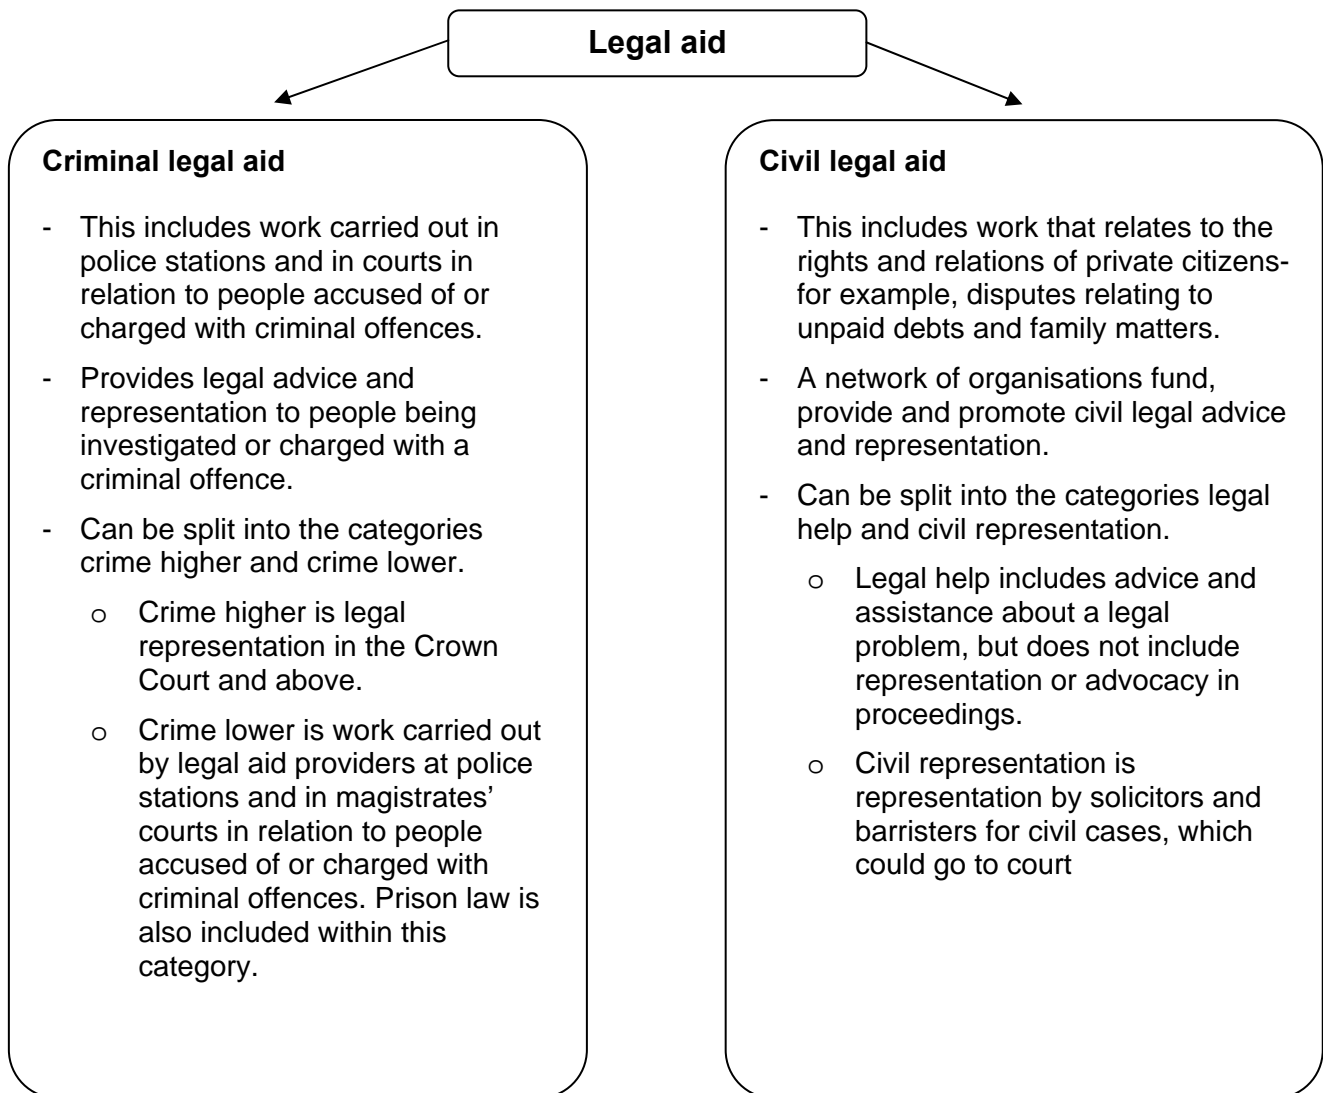 Legal aid
Criminal legal aid
- This includes work carried out in
police stations and in courts in
relation to people accused of or
charged with criminal offences.
- Provides legal advice and
representation to people being
investigated or charged with a
criminal offence.
- Can be split into the categories
crime higher and crime lower.
o Crime higher is legal
representation in the Crown
Court and above.
o Crime lower is work carried out
by legal aid providers at police
stations and in magistrates’
courts in relation to people
accused of or charged with
criminal offences. Prison law is
also included within this
category.
Civil legal aid
- This includes work that relates to the
rights and relations of private citizens-
for example, disputes relating to
unpaid debts and family matters.
- A network of organisations fund,
provide and promote civil legal advice
and representation.
- Can be split into the categories legal
help and civil representation.
o Legal help includes advice and
assistance about a legal
problem, but does not include
representation or advocacy in
proceedings.
o Civil representation is
representation by solicitors and
barristers for civil cases, which
could go to court